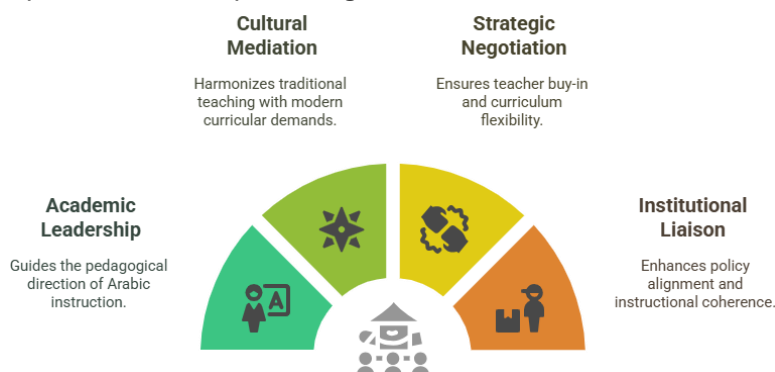 Cultural
Mediation
Harmonizes traditional
teaching with modern
curricular demands.
Strategic
Negotiation
Ensures teacher buy-in
and curriculum
flexibility.
Academic
Leadership
Guides the pedagogical
direction of Arabic
instruction.
A
Institutional
Liaison
Enhances policy
alignment and
instructional coherence.